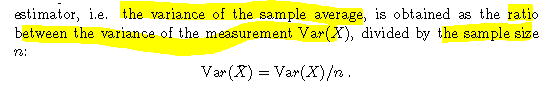 estimator, i.e. the variance of the sample average, is obtained as the ratio
between the variance of the measurement Var(X), divided by the sample size
n:
Var(X̄) = Var(X)/n .